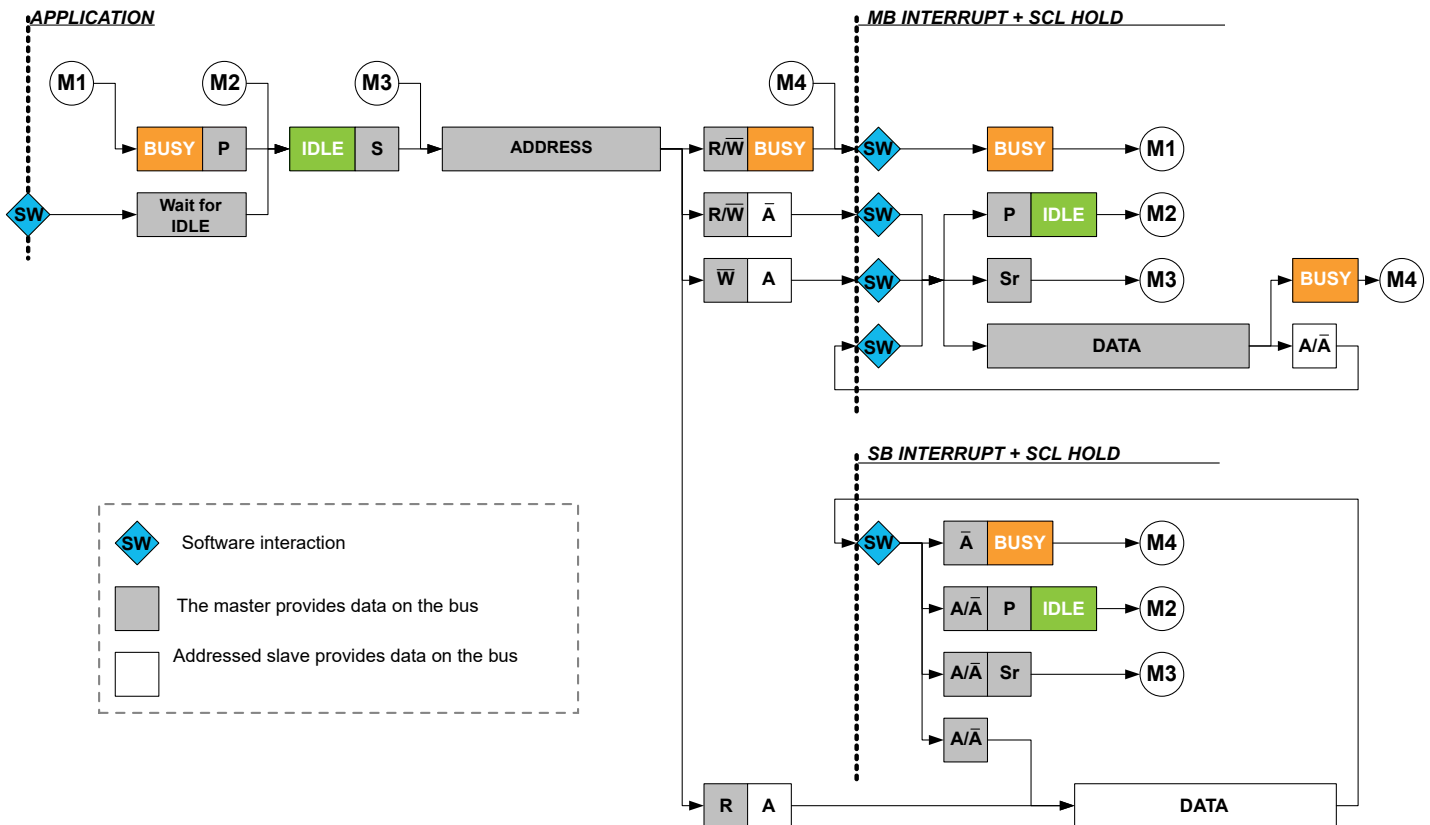 APPLICATION
MB INTERRUPT + SCL HOLD
M1
M2
M3
M4
BUSY P
IDLE S
ADDRESS
R/W̅ BUSY
SW
BUSY
M1
SW
Wait for
IDLE
R/W̅ A̅
SW
P IDLE
M2
W̅ A
SW
Sr
M3
BUSY
M4
SW
DATA
A/A̅
SB INTERRUPT + SCL HOLD
SW
A̅ BUSY
M4
A/A̅ P IDLE
M2
A/A̅ Sr
M3
A/A̅
R A
DATA
SW Software interaction
The master provides data on the bus
Addressed slave provides data on the bus